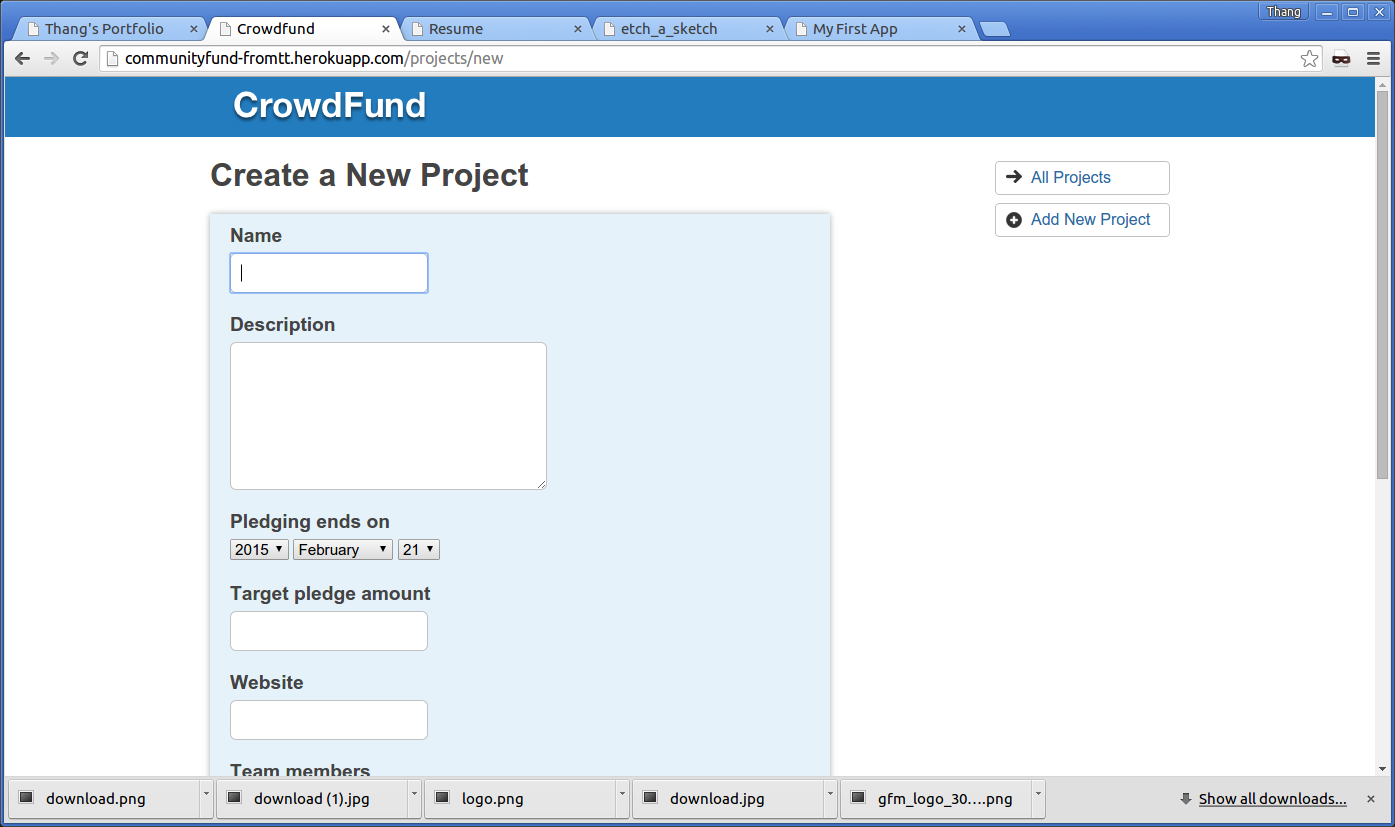 Thang
Thang's Portfolio
Crowdfund
Resume
etch_a_sketch
My First App
communityfund-fromtt.herokuapp.com/projects/new
CrowdFund
Create a New Project
All Projects
Add New Project
Name
Description
Pledging ends on
2015 February 21
Target pledge amount
Website
Team members
download.png
download (1).jpg
logo.png
download.jpg
gfm_logo_30....png
Show all downloads...